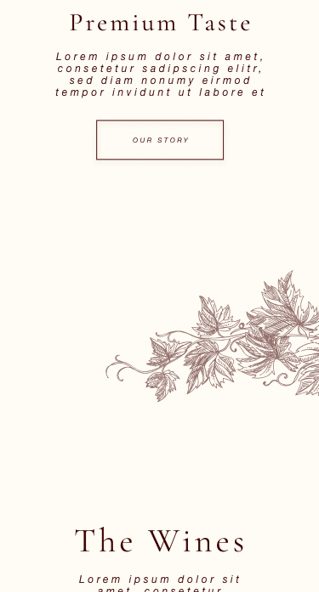 Premium Taste
Lorem ipsum dolor sit amet,
consetetur sadipscing elitr,
sed diam nonumy eirmod
tempor invidunt ut labore et
OUR STORY
The Wines
Lorem ipsum dolor sit
amet, consetetur